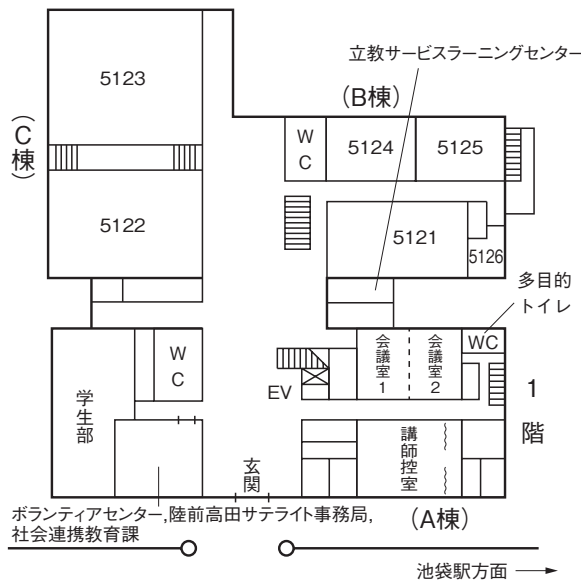 立教サービスラーニングセンター
5123
(B棟)
(C棟)
WC
5124
5125
5122
5121
5126
多目的
トイレ
WC
会議室1
会議室2
WC
EV
学生部
1階
講師控室
玄関
ボランティアセンター,陸前高田サテライト事務局,
社会連携教育課
(A棟)
池袋駅方面